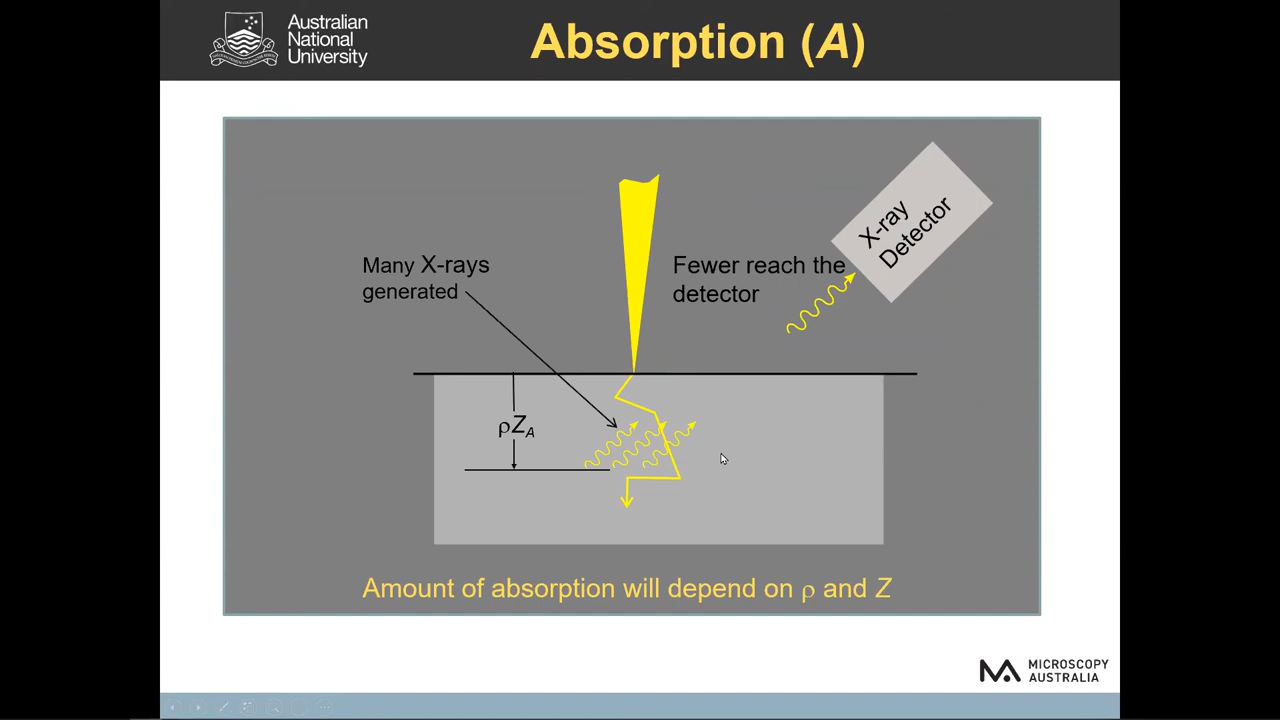 Australian
National
University
Absorption (A)
X-ray
Detector
Many X-rays
generated
Fewer reach the
detector
ρZA
Amount of absorption will depend on ρ and Z
MICROSCOPY
AUSTRALIA